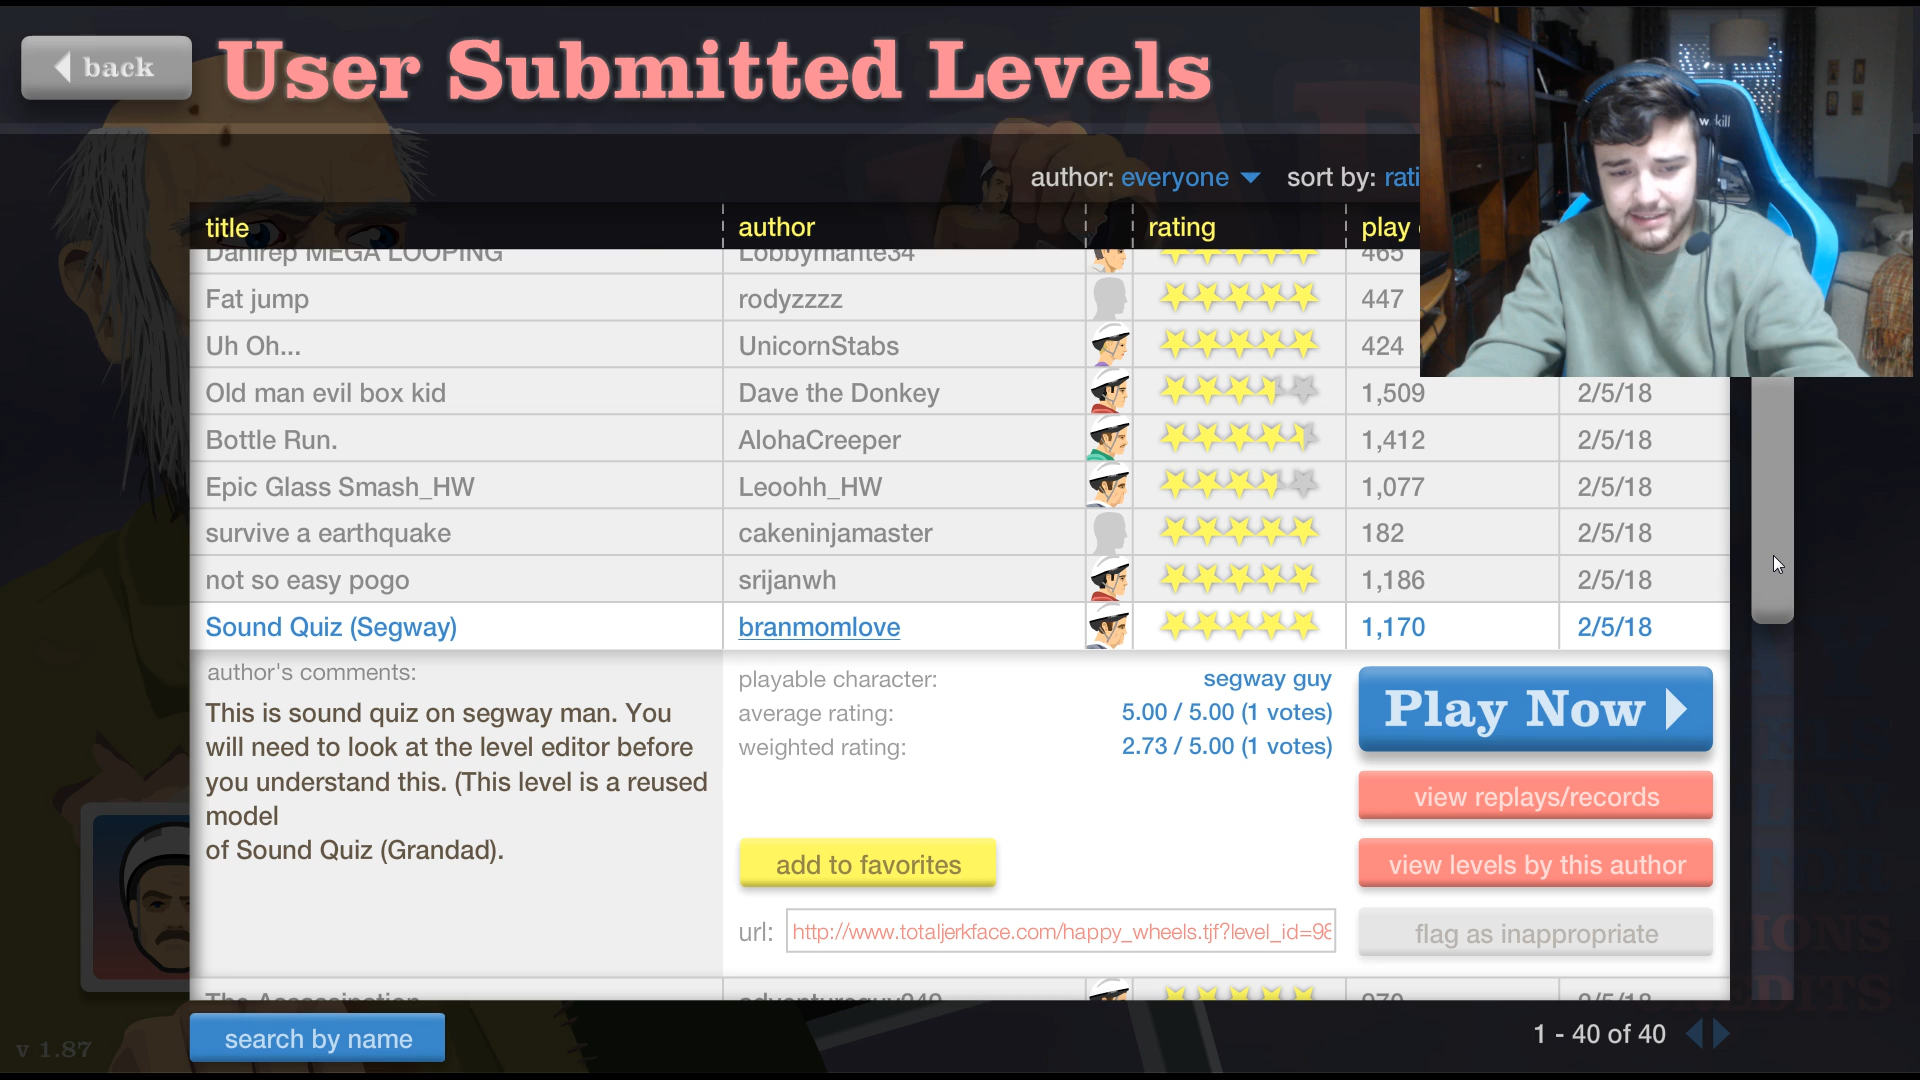 back
User Submitted Levels
author: everyone
sort by: rati
title author rating play
Danirep MEGA LOOPING Lobbymante34 465
Fat jump rodyzzzz 447
Uh Oh... UnicornStabs 424
Old man evil box kid Dave the Donkey 1,509 2/5/18
Bottle Run. AlohaCreeper 1,412 2/5/18
Epic Glass Smash_HW Leoohh_HW 1,077 2/5/18
survive a earthquake cakeninjamaster 182 2/5/18
not so easy pogo srijanwh 1,186 2/5/18
Sound Quiz (Segway) branmomlove 1,170 2/5/18
author's comments:
This is sound quiz on segway man. You
will need to look at the level editor before
you understand this. (This level is a reused
model
of Sound Quiz (Grandad).
playable character: segway guy
average rating: 5.00 / 5.00 (1 votes)
weighted rating: 2.73 / 5.00 (1 votes)
add to favorites
url: http://www.totaljerkface.com/happy_wheels.tjf?level_id=98
Play Now
view replays/records
view levels by this author
flag as inappropriate
search by name
1 - 40 of 40
v 1.87